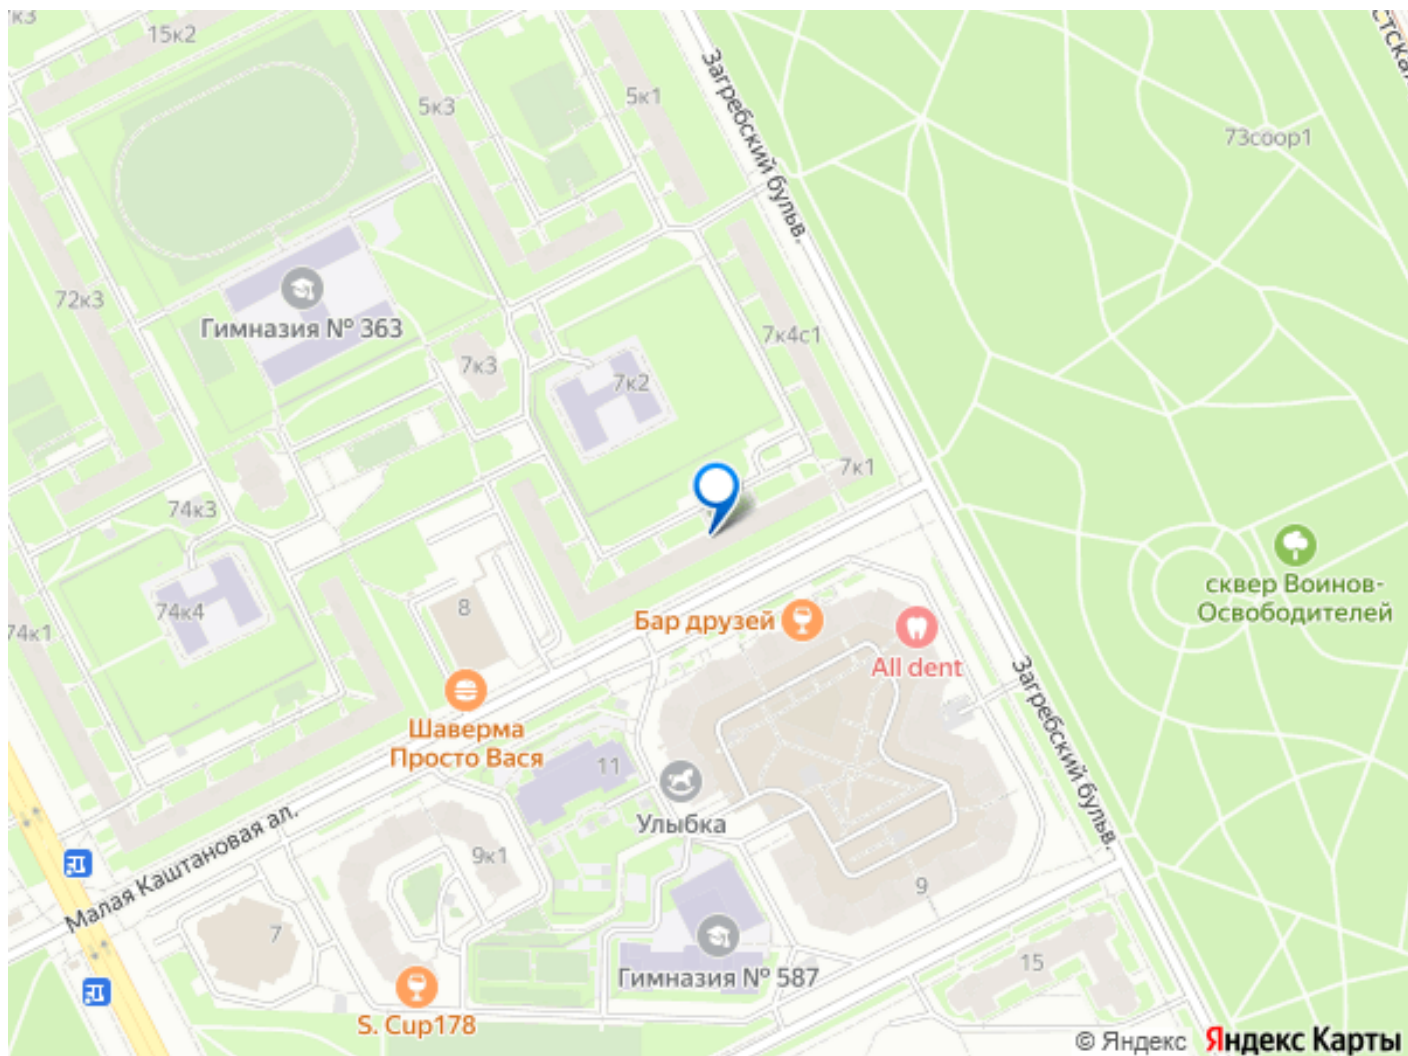 к3
15к2
5к3
5к1
Загребский бульв.
73соор1
72к3
Гимназия № 363
7к3
7к2
7к4с1
7к1
74к3
74к4
74к1
8
Бар друзей
All dent
сквер Воинов-
Освободителей
Шаверма
Просто Вася
11
Улыбка
Загребский бульв.
Малая Каштановая ал.
9к1
9
7
Гимназия № 587
15
S. Cup178
© Яндекс Яндекс Карты